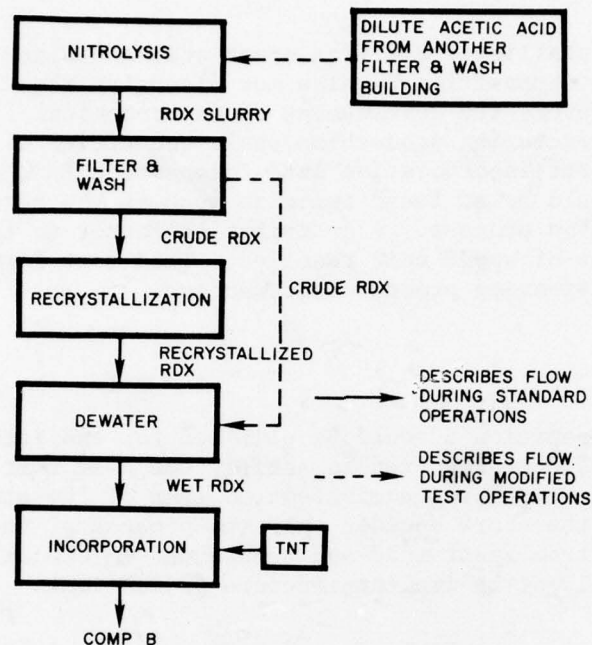 NITROLYSIS
DILUTE ACETIC ACID
FROM ANOTHER
FILTER & WASH
BUILDING
RDX SLURRY
FILTER &
WASH
CRUDE RDX
CRUDE RDX
RECRYSTALLIZATION
RECRYSTALLIZED
RDX
DESCRIBES FLOW
DURING STANDARD
OPERATIONS
DEWATER
WET RDX
DESCRIBES FLOW.
DURING MODIFIED
TEST OPERATIONS
INCORPORATION
TNT
COMP B